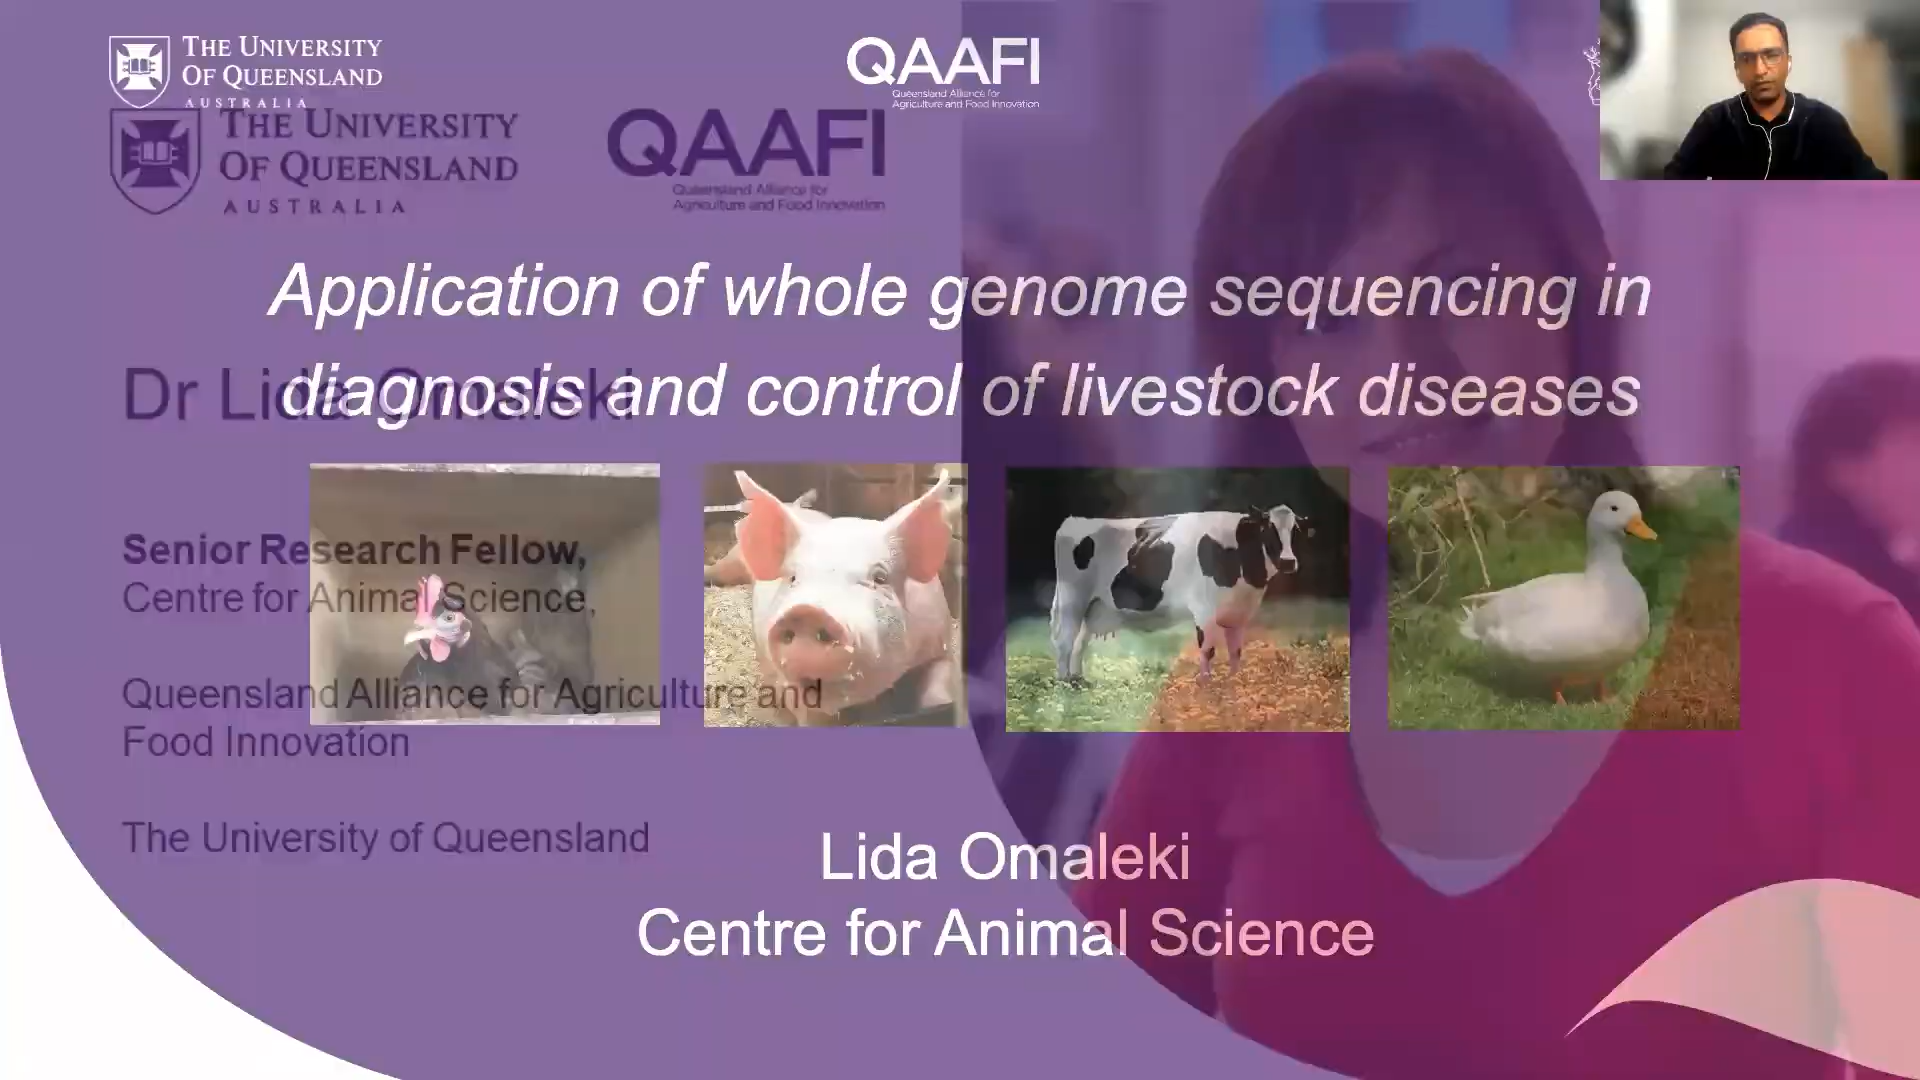 THE UNIVERSITY
OF QUEENSLAND
AUSTRALIA
QAAFI
Queensland Alliance for
Agriculture and Food Innovation
THE UNIVERSITY
OF QUEENSLAND
AUSTRALIA
QAAFI
Queensland Alliance for
Agriculture and Food Innovation
Application of whole genome sequencing in
diagnosis and control of livestock diseases
Dr Lida Omaleki
Senior Research Fellow,
Centre for Animal Science,
Queensland Alliance for Agriculture and
Food Innovation
The University of Queensland
Lida Omaleki
Centre for Animal Science